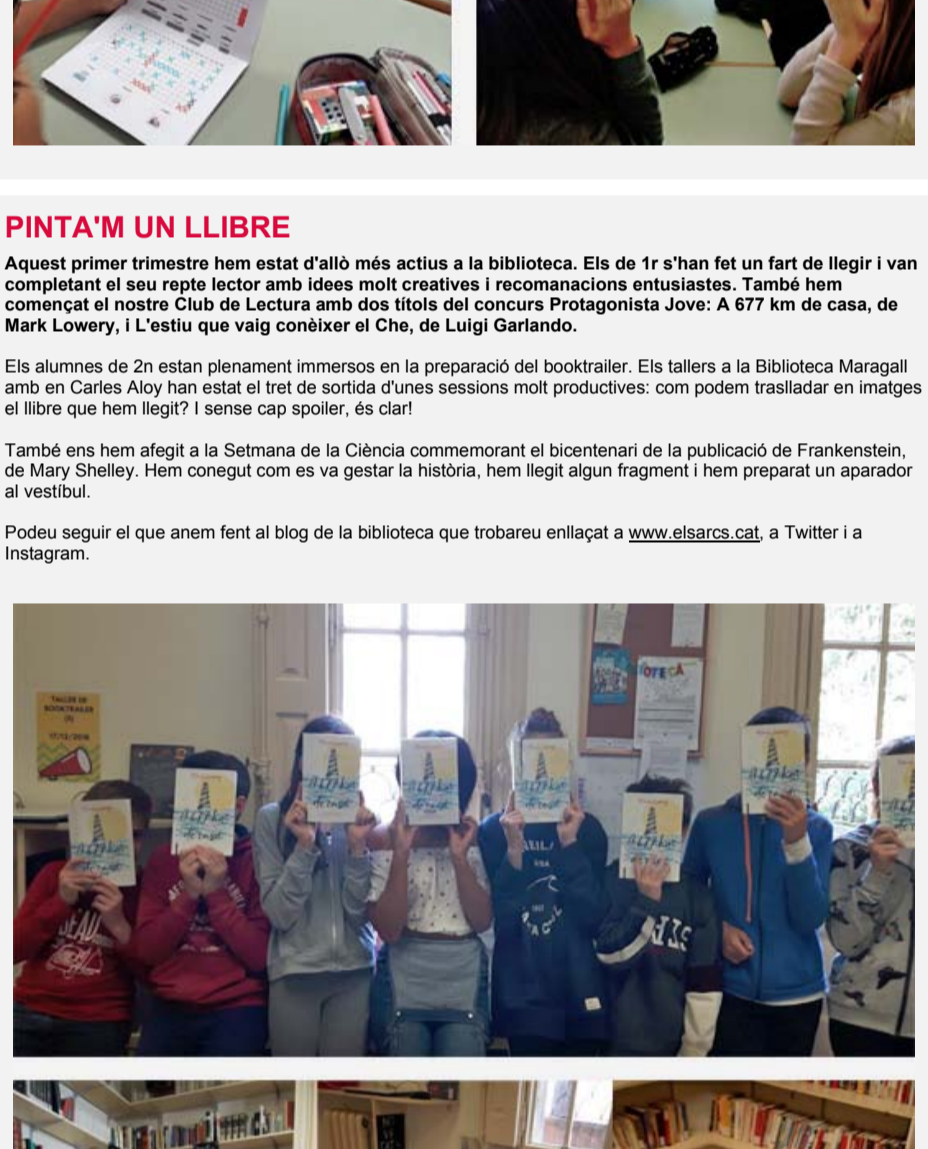 PINTA'M UN LLIBRE
Aquest primer trimestre hem estat d'allò més actius a la biblioteca. Els de 1r s'han fet un fart de llegir i van
completant el seu repte lector amb idees molt creatives i recomanacions entusiastes. També hem
començat el nostre Club de Lectura amb dos títols del concurs Protagonista Jove: A 677 km de casa, de
Mark Lowery, i L'estiu que vaig conèixer el Che, de Luigi Garlando.
Els alumnes de 2n estan plenament immersos en la preparació del booktrailer. Els tallers a la Biblioteca Maragall
amb en Carles Aloy han estat el tret de sortida d'unes sessions molt productives: com podem traslladar en imatges
el llibre que hem llegit? I sense cap spoiler, és clar!
També ens hem afegit a la Setmana de la Ciència commemorant el bicentenari de la publicació de Frankenstein,
de Mary Shelley. Hem conegut com es va gestar la història, hem llegit algun fragment i hem preparat un aparador
al vestíbul.
Podeu seguir el que anem fent al blog de la biblioteca que trobareu enllaçat a www.elsarcs.cat, a Twitter i a
Instagram.
TALLER DE
BOOKTRAILER